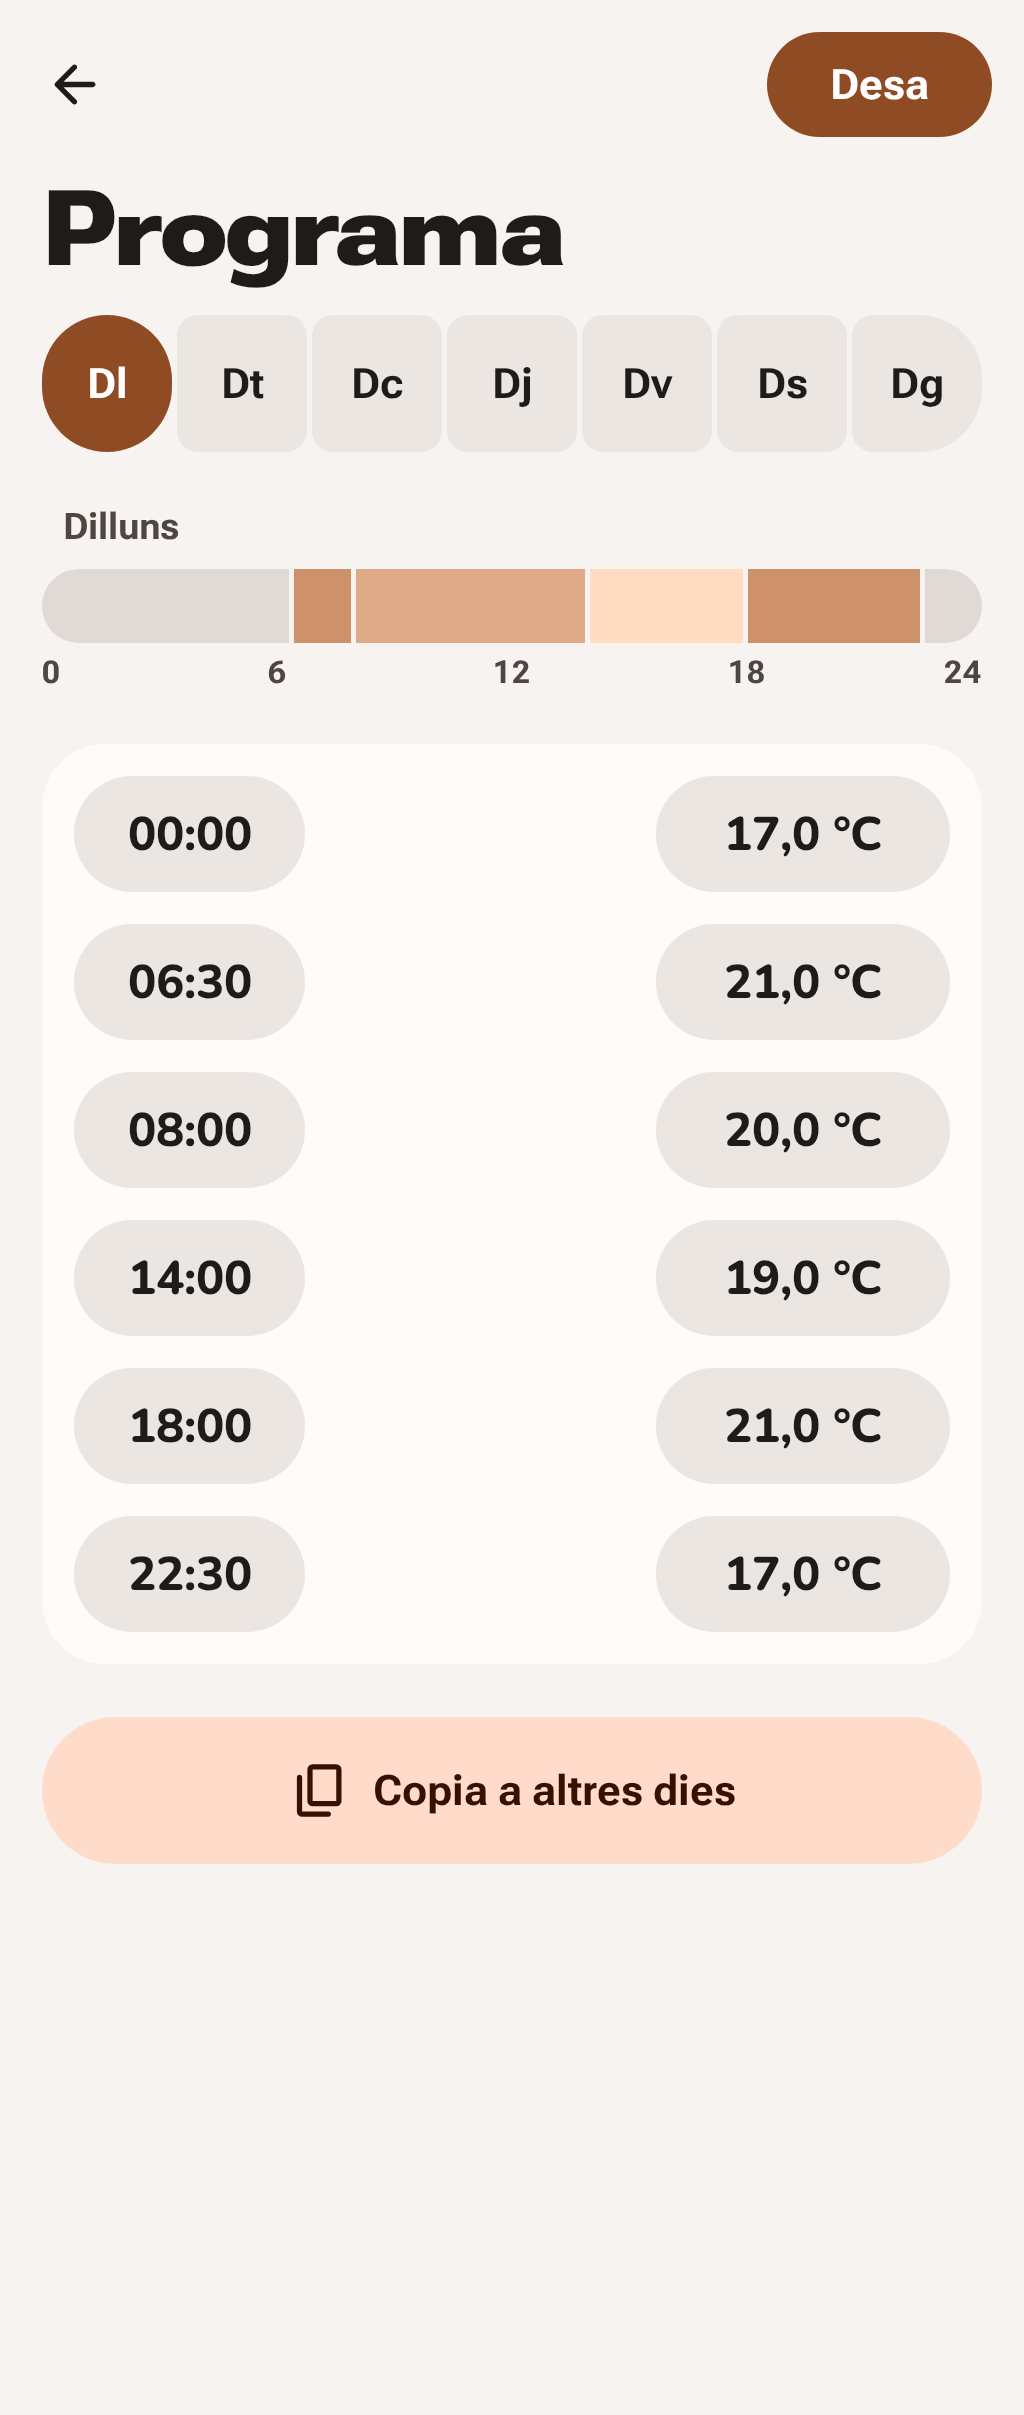 Desa
Programa
Dl Dt Dc Dj Dv Ds Dg
Dilluns
0 6 12 18 24
00:00 17,0 °C
06:30 21,0 °C
08:00 20,0 °C
14:00 19,0 °C
18:00 21,0 °C
22:30 17,0 °C
Copia a altres dies